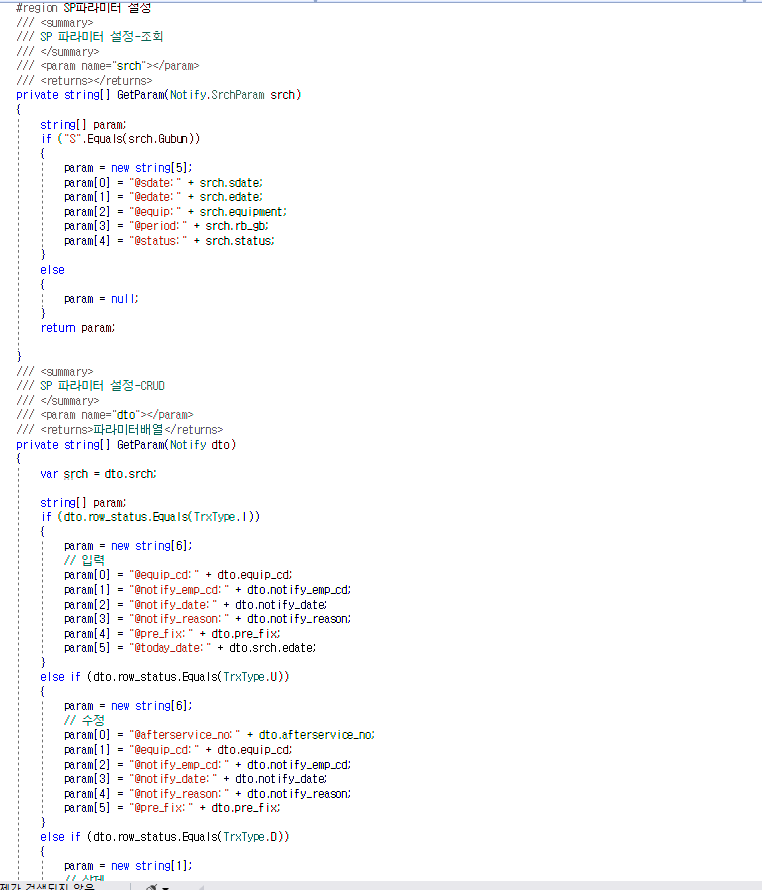 #region SP파라미터 설정
/// <summary>
/// SP 파라미터 설정-조회
/// </summary>
/// <param name="srch"></param>
/// <returns></returns>
private string[] GetParam(Notify.SrchParam srch)
{
string[] param;
if ("S".Equals(srch.Gubun))
{
param = new string[5];
param[0] = "@sdate:" + srch.sdate;
param[1] = "@edate:" + srch.edate;
param[2] = "@equip:" + srch.equipment;
param[3] = "@period:" + srch.rb_gb;
param[4] = "@status:" + srch.status;
}
else
{
param = null;
}
return param;
}
/// <summary>
/// SP 파라미터 설정-CRUD
/// </summary>
/// <param name="dto"></param>
/// <returns>파라미터배열</returns>
private string[] GetParam(Notify dto)
{
var srch = dto.srch;
string[] param;
if (dto.row_status.Equals(TrxType.I))
{
param = new string[6];
// 입력
param[0] = "@equip_cd:" + dto.equip_cd;
param[1] = "@notify_emp_cd:" + dto.notify_emp_cd;
param[2] = "@notify_date:" + dto.notify_date;
param[3] = "@notify_reason:" + dto.notify_reason;
param[4] = "@pre_fix:" + dto.pre_fix;
param[5] = "@today_date:" + dto.srch.edate;
}
else if (dto.row_status.Equals(TrxType.U))
{
param = new string[6];
// 수정
param[0] = "@afterservice_no:" + dto.afterservice_no;
param[1] = "@equip_cd:" + dto.equip_cd;
param[2] = "@notify_emp_cd:" + dto.notify_emp_cd;
param[3] = "@notify_date:" + dto.notify_date;
param[4] = "@notify_reason:" + dto.notify_reason;
param[5] = "@pre_fix:" + dto.pre_fix;
}
else if (dto.row_status.Equals(TrxType.D))
{
param = new string[1];
// 삭제